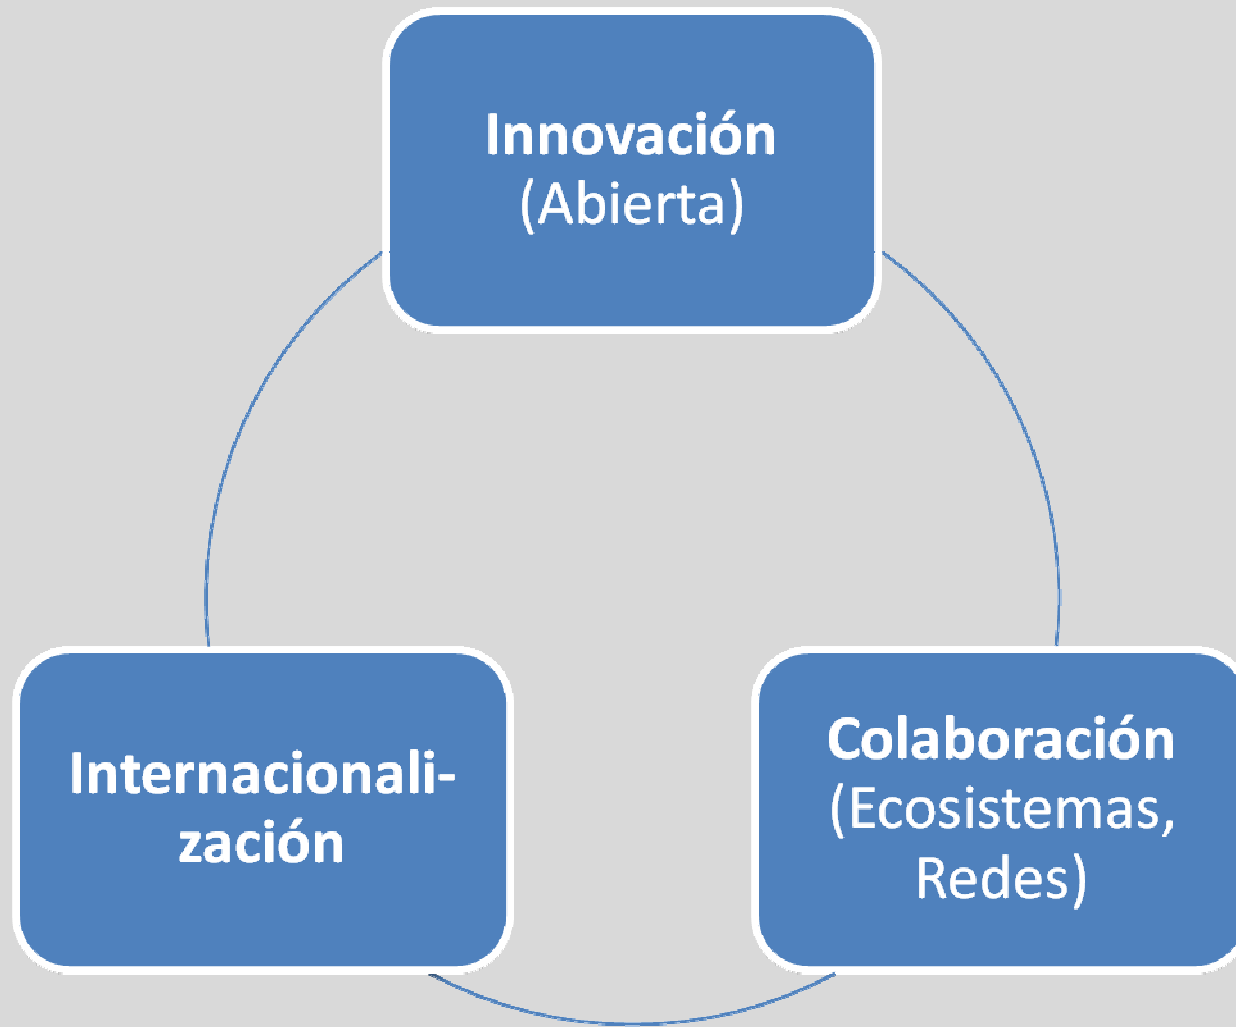 Innovación
(Abierta)
Internacionali-
zación
Colaboración
(Ecosistemas,
Redes)